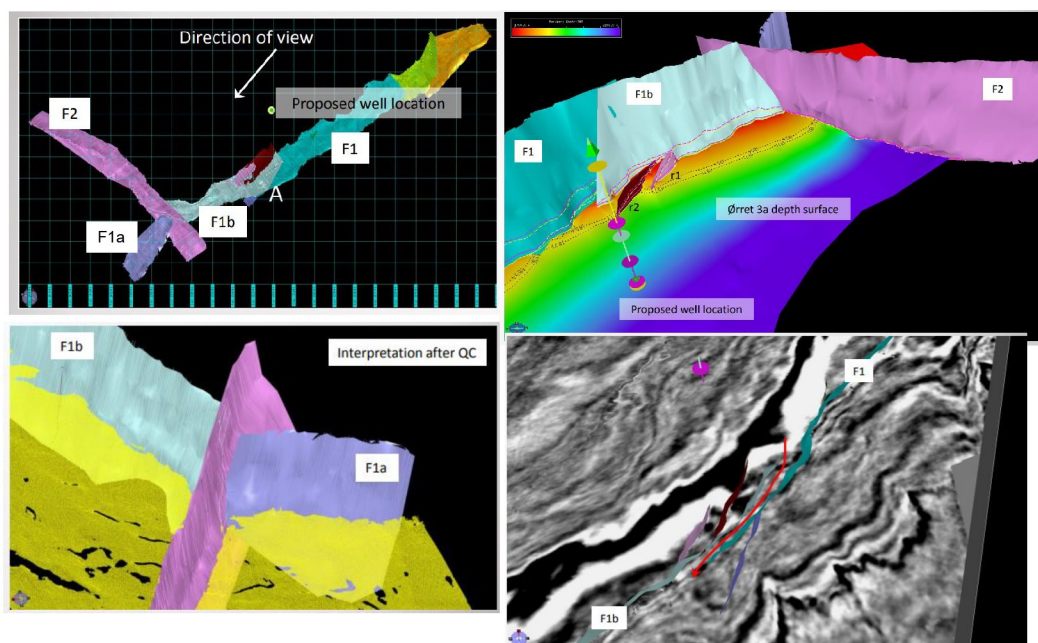 Direction of view
Proposed well location
F2
F1
A
F1b
F1a
F1b
F2
F1
r1
r2
Ørret 3a depth surface
Proposed well location
F1b
Interpretation after QC
F1a
F1
F1b